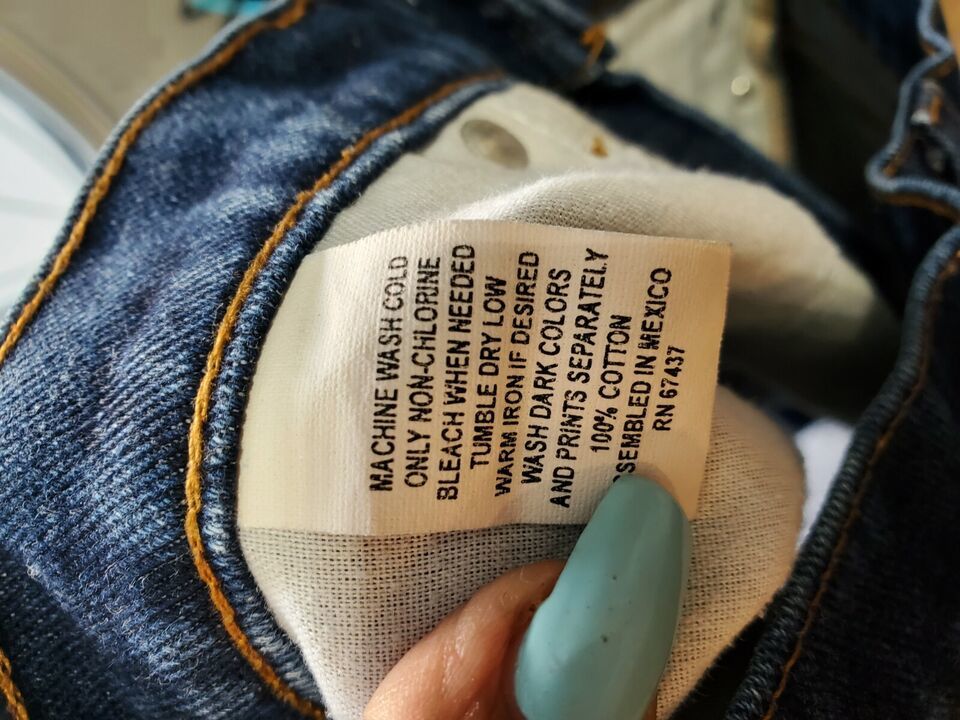 MACHINE WASH COLD
ONLY NON-CHLORINE
BLEACH WHEN NEEDED
TUMBLE DRY LOW
WARM IRON IF DESIRED
WASH DARK COLORS
AND PRINTS SEPARATELY
100% COTTON
SEMBLED IN MEXICO
RN 67437